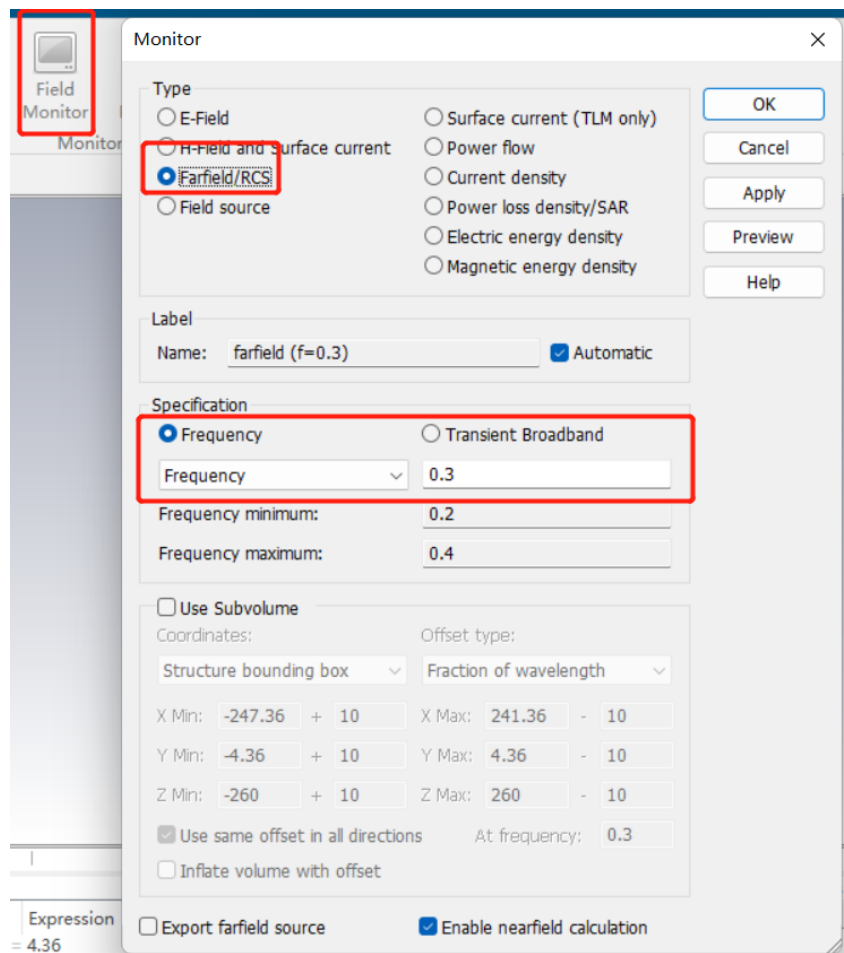 Monitor
Field
Monitor
Monitor
Type
E-Field
Surface current (TLM only)
H-Field and Surface current
Power flow
Farfield/RCS
Current density
Field source
Power loss density/SAR
Electric energy density
Magnetic energy density
OK
Cancel
Apply
Preview
Help
Label
Name: farfield (f=0.3) Automatic
Specification
Frequency Transient Broadband
Frequency 0.3
Frequency minimum: 0.2
Frequency maximum: 0.4
Use Subvolume
Coordinates: Offset type:
Structure bounding box Fraction of wavelength
X Min: -247.36 + 10 X Max: 241.36 - 10
Y Min: -4.36 + 10 Y Max: 4.36 - 10
Z Min: -260 + 10 Z Max: 260 - 10
Use same offset in all directions At frequency: 0.3
Inflate volume with offset
Export farfield source Enable nearfield calculation
Expression
= 4.36